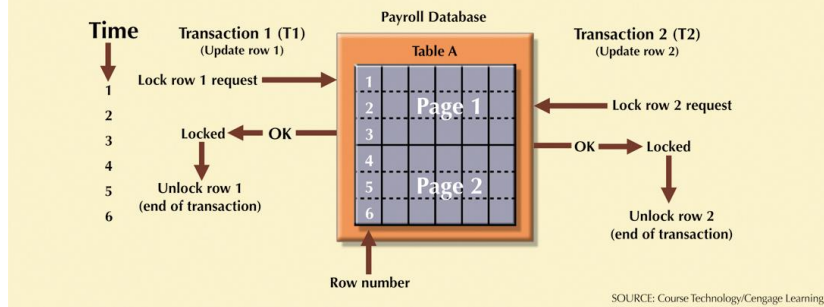 Payroll Database
Time
Transaction 1 (T1)
(Update row 1)
Table A
Transaction 2 (T2)
(Update row 2)
1
Lock row 1 request
1
2
2
Page 1
Lock row 2 request
3
Locked
OK
3
OK
Locked
4
4
5
Unlock row 1
(end of transaction)
5
Page 2
6
6
Unlock row 2
(end of transaction)
Row number
SOURCE: Course Technology/Cengage Learning